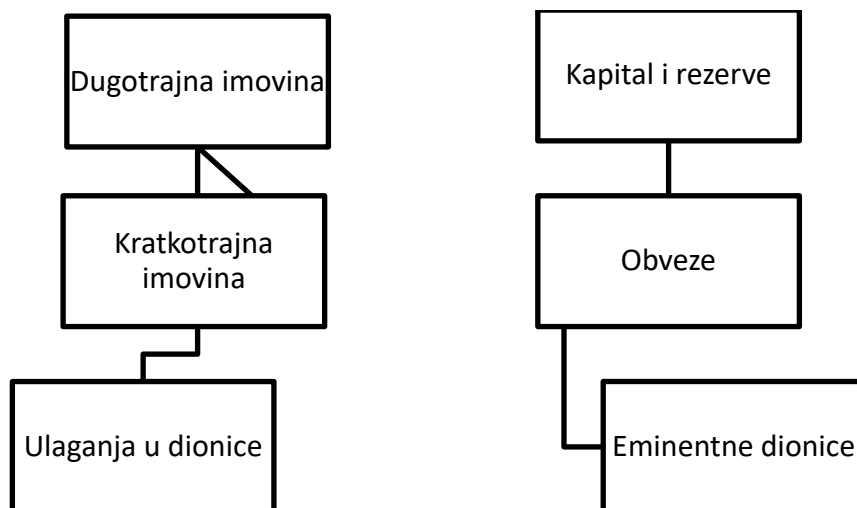 Dugotrajna imovina
Kratkotrajna
imovina
Ulaganja u dionice
Kapital i rezerve
Obveze
Eminentne dionice